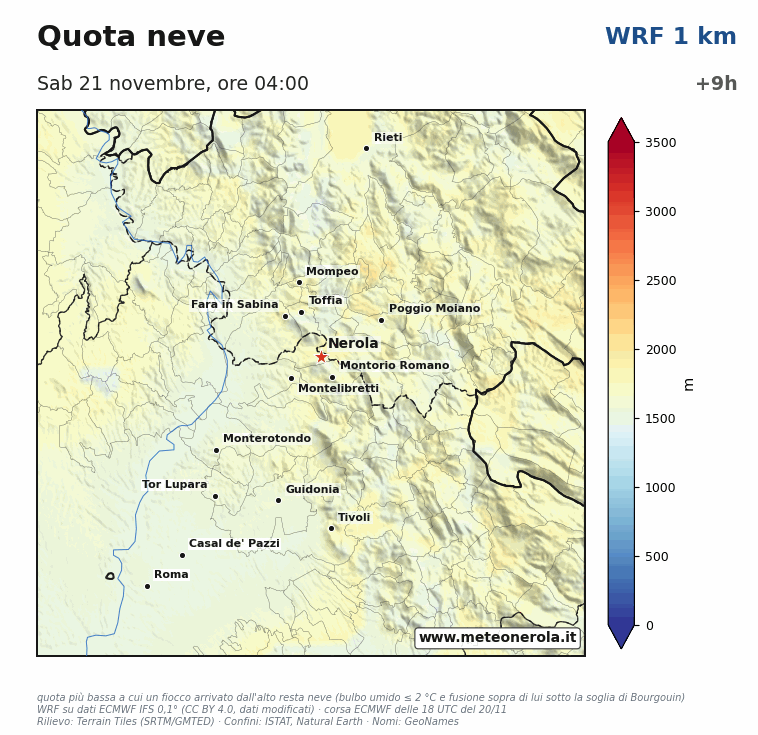 Quota neve
WRF 1 km
Sab 21 novembre, ore 04:00
+9h
Rieti
Mompeo
Fara in Sabina
Toffia
Poggio Moiano
Nerola
Montorio Romano
Montelibretti
Monterotondo
Tor Lupara
Guidonia
Tivoli
Casal de' Pazzi
Roma
www.meteonerola.it
3500
3000
2500
2000
1500
1000
500
0
m
quota più bassa a cui un fiocco arrivato dall'alto resta neve (bulbo umido ≤ 2 °C e fusione sopra di lui sotto la soglia di Bourgouin)
WRF su dati ECMWF IFS 0,1° (CC BY 4.0, dati modificati) · corsa ECMWF delle 18 UTC del 20/11
Rilievo: Terrain Tiles (SRTM/GMTED) · Confini: ISTAT, Natural Earth · Nomi: GeoNames